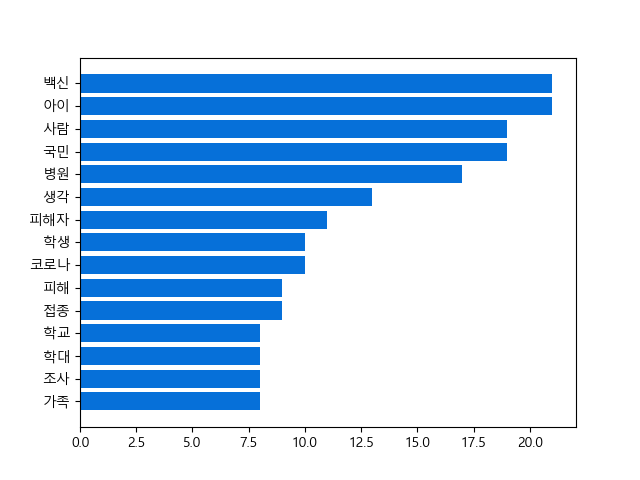 백신
아이
사람
국민
병원
생각
피해자
학생
코로나
피해
접종
학교
학대
조사
가족
0.0 2.5 5.0 7.5 10.0 12.5 15.0 17.5 20.0